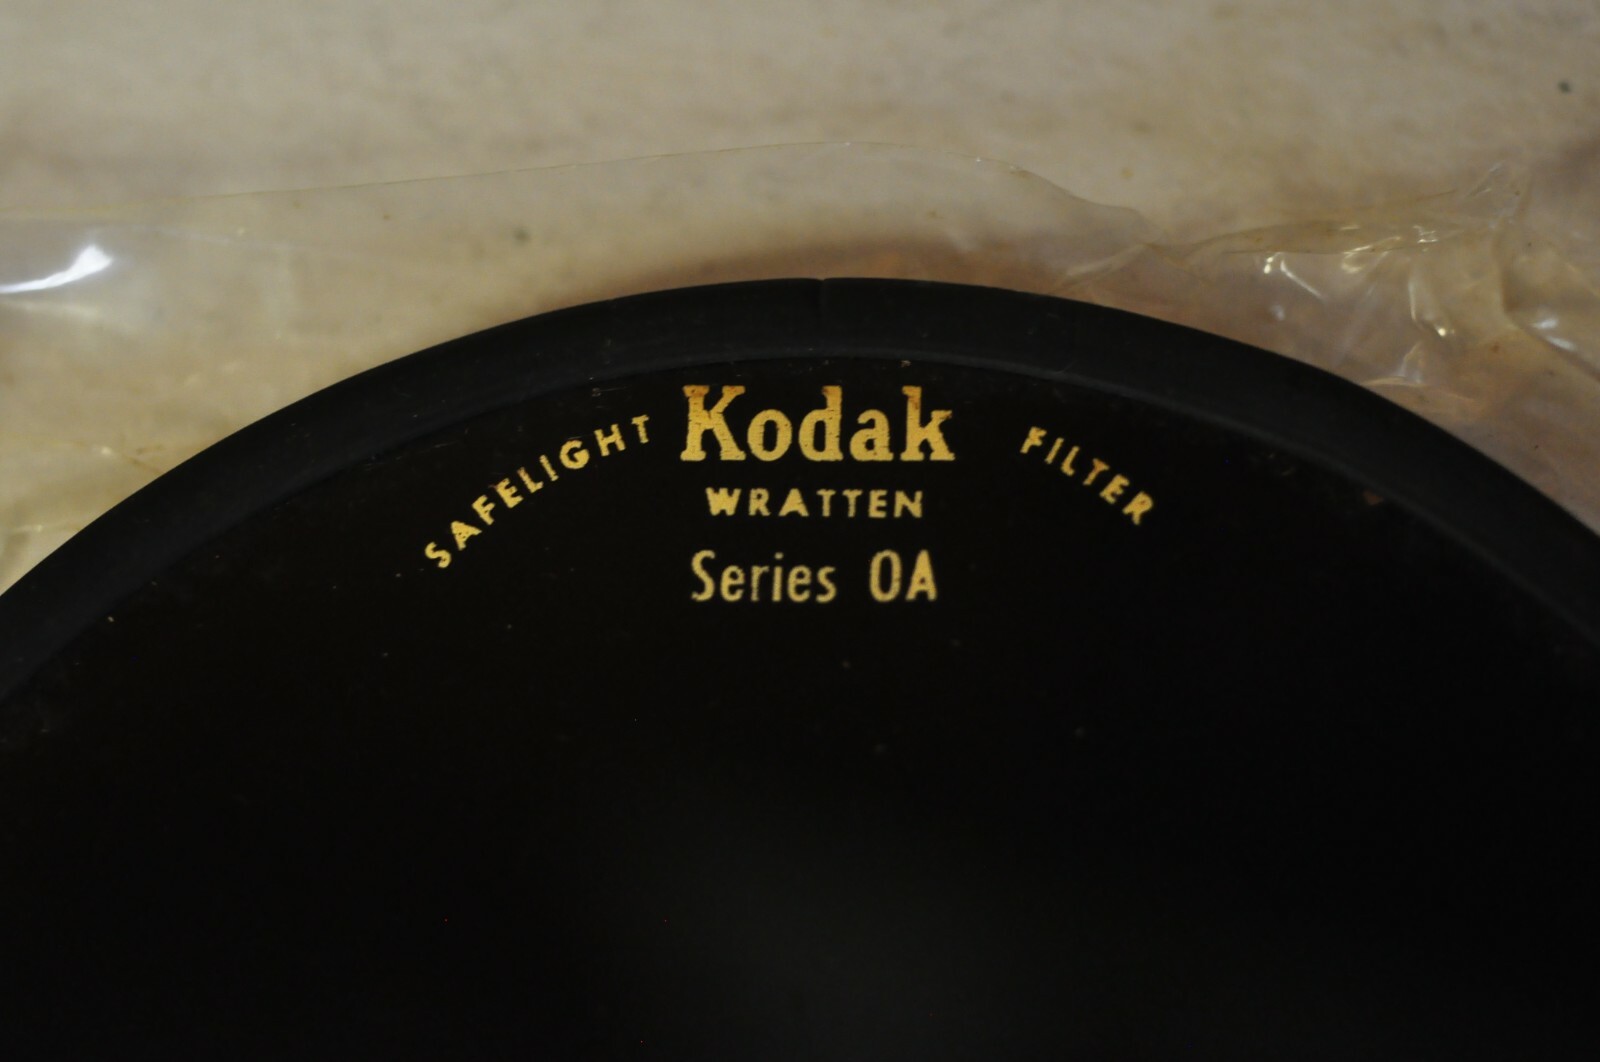 SAFELIGHT Kodak FILTER
WRATTEN
Series OA